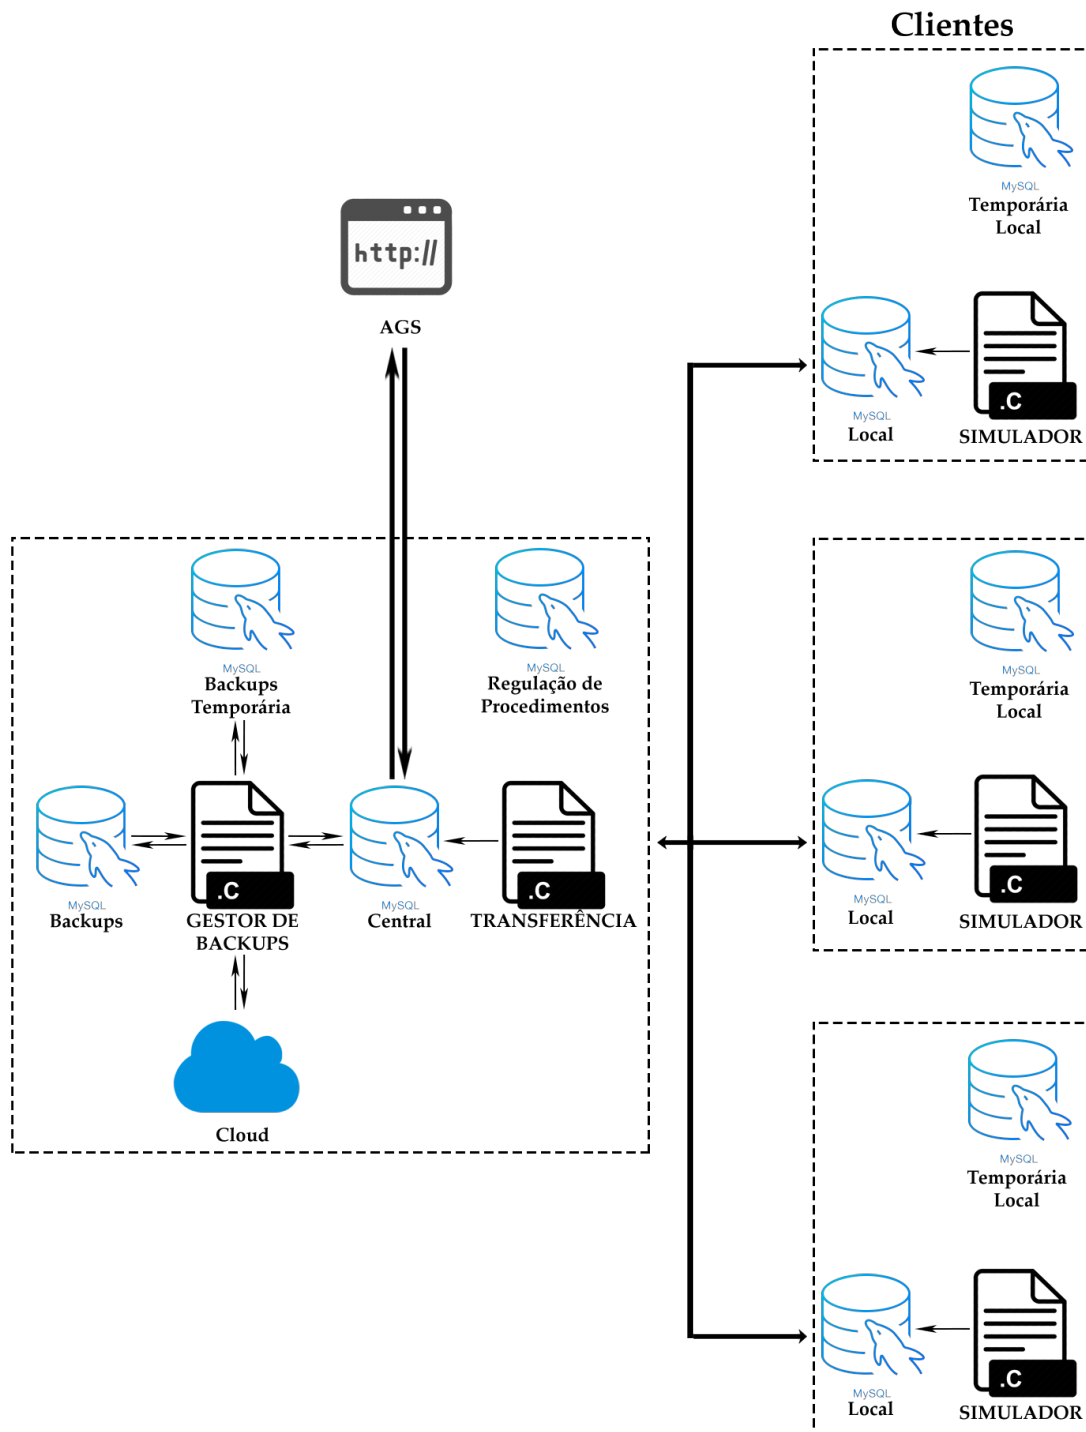 Clientes
MySQL
Temporária
Local
.C
MySQL
Local
SIMULADOR
http://
AGS
MySQL
Backups
Temporária
MySQL
Regulação de
Procedimentos
.C
.C
MySQL
Backups
GESTOR DE
BACKUPS
MySQL
Central
TRANSFERÊNCIA
Cloud
MySQL
Temporária
Local
.C
MySQL
Local
SIMULADOR
MySQL
Temporária
Local
.C
MySQL
Local
SIMULADOR